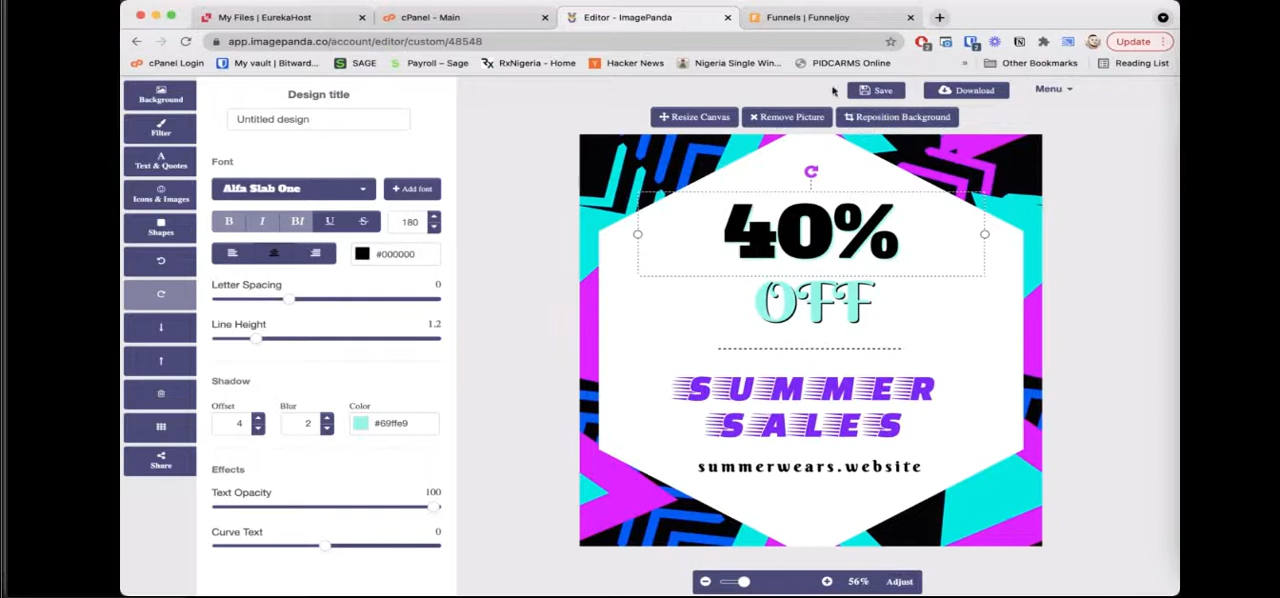 My Files | EurekaHost
cPanel - Main
Editor - ImagePanda
Funnels | Funneljoy
app.imagepanda.co/account/editor/custom/48548
Update
cPanel Login
My vault | Bitward...
SAGE
Payroll – Sage
RxNigeria - Home
Hacker News
Nigeria Single Win...
PIDCARMS Online
»
Other Bookmarks
Reading List
Background
Filter
Text & Quotes
Icons & Images
Shapes
Share
Design title
Untitled design
Font
Alfa Slab One
+ Add font
B I BI U S 180
#000000
Letter Spacing 0
Line Height 1.2
Shadow
Offset Blur Color
4 2 #69ffe9
Effects
Text Opacity 100
Curve Text 0
Save
Download
Menu
Resize Canvas
Remove Picture
Reposition Background
40%
OFF
SUMMER
SALES
summerwears.website
56% Adjust